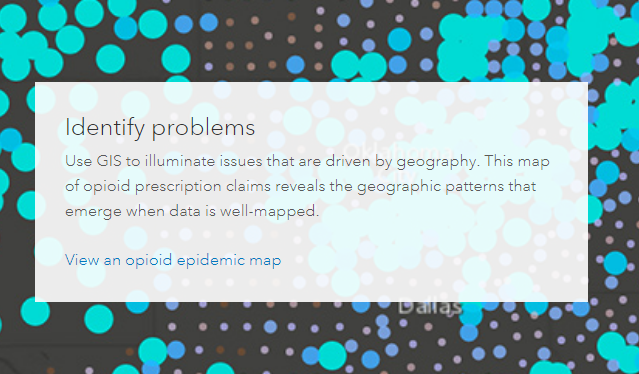 Identify problems
Use GIS to illuminate issues that are driven by geography. This map
of opioid prescription claims reveals the geographic patterns that
emerge when data is well-mapped.
View an opioid epidemic map
Dallas